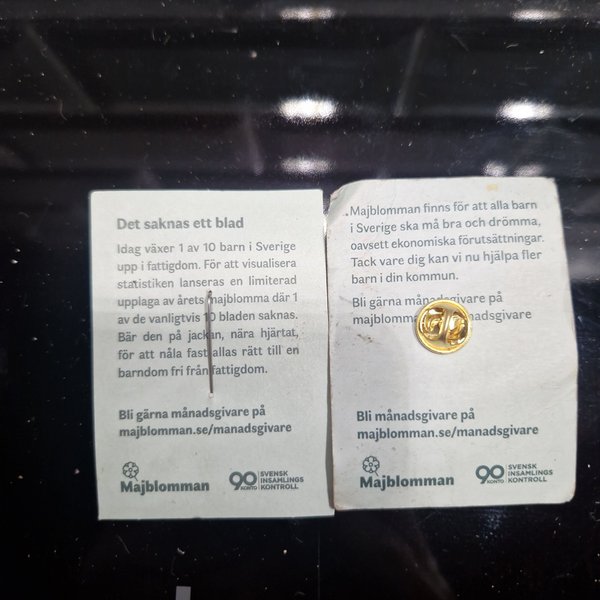 Det saknas ett blad
Idag växer 1 av 10 barn i Sverige
upp i fattigdom. För att visualisera
statistiken lanseras en limiterad
upplaga av årets majblomma där 1
av de vanligtvis 10 bladen saknas.
Bär den på jackan, nära hjärtat,
för att nåla fast allas rätt till en
barndom fri från fattigdom.
Bli gärna månadsgivare på
majblomman.se/manadsgivare
Majblomman
90 KONTO SVENSK
INSAMLINGS
KONTROLL
Majblomman finns för att alla barn
i Sverige ska må bra och drömma,
oavsett ekonomiska förutsättningar.
Tack vare dig kan vi nu hjälpa fler
barn i din kommun.
Bli gärna månadsgivare på
majblomm nadsgivare
Bli månadsgivare på
majblomman.se/manadsgivare
Majblomman
90 KONTO SVENSK
INSAMLINGS
KONTROLL